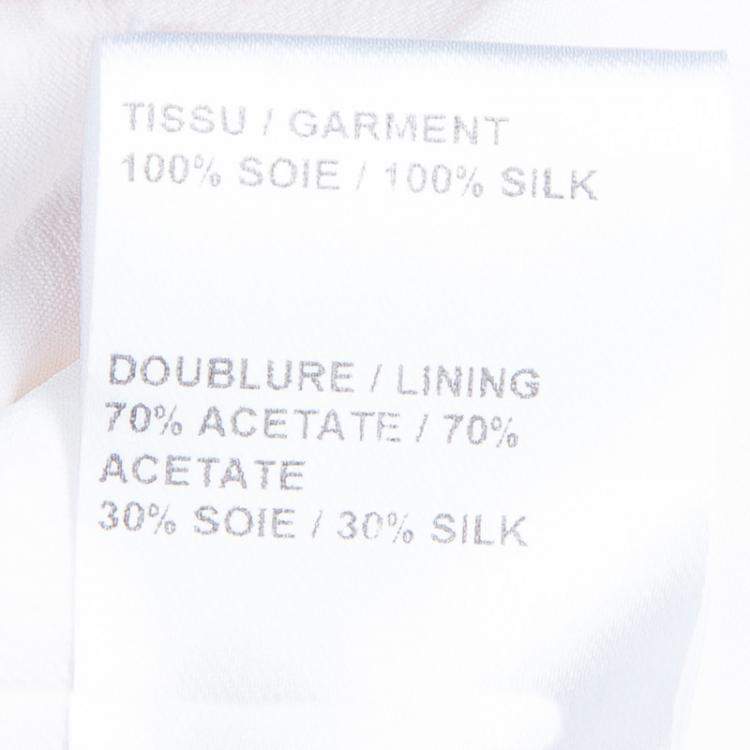 TISSU / GARMENT
100% SOIE / 100% SILK
DOUBLURE / LINING
70% ACETATE / 70%
ACETATE
30% SOIE / 30% SILK